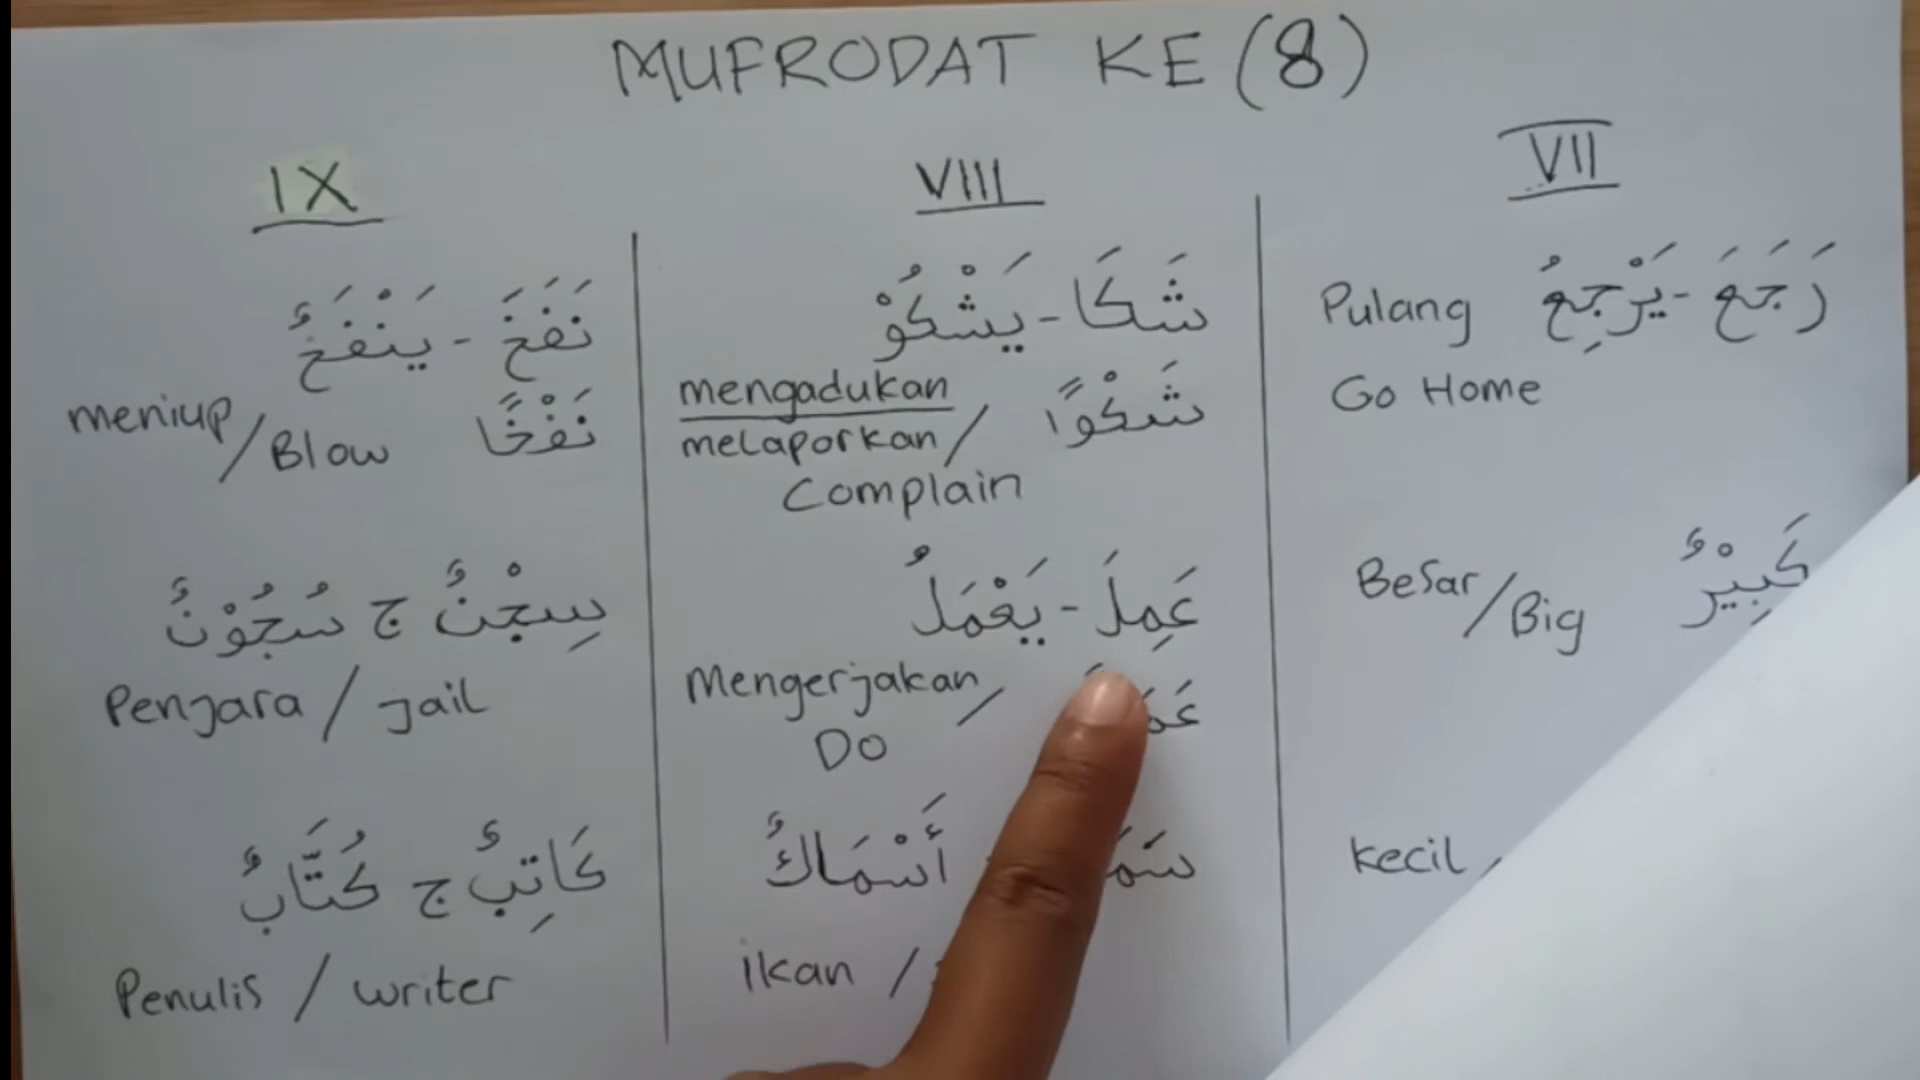 MUFRODAT KE (8)
IX
نَفَخَ - يَنْفَخُ
meniup / Blow نَفْخًا
سِجْنٌ ج سُجُوْنٌ
Penjara / jail
كَاتِبٌ ج كُتَّابٌ
Penulis / writer
VIII
شَكَا - يَشْكُوْ
mengadukan
melaporkan / شَكْوًا
Complain
عَمِلَ - يَعْمَلُ
Mengerjakan /
DO
أَسْمَاكٌ
ikan /
VII
Pulang رَجَعَ - يَرْجِعُ
Go Home
Besar / Big كَبِيْرٌ
kecil